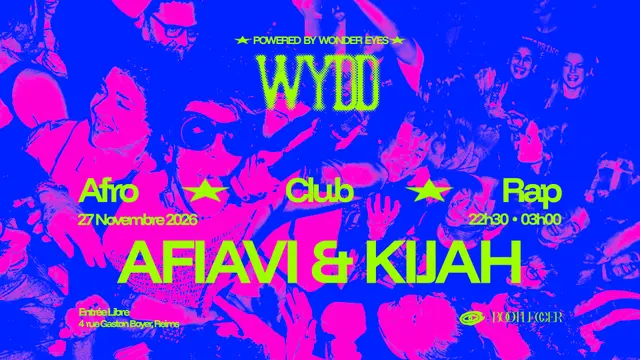 POWERED BY WONDER EYES
WYDD
Afro Club Rap
27 Novembre 2026 22h30 • 03h00
AFIAVI & KIJAH
Entrée Libre
4 rue Gaston Boyer, Reims BOOTLEGGER